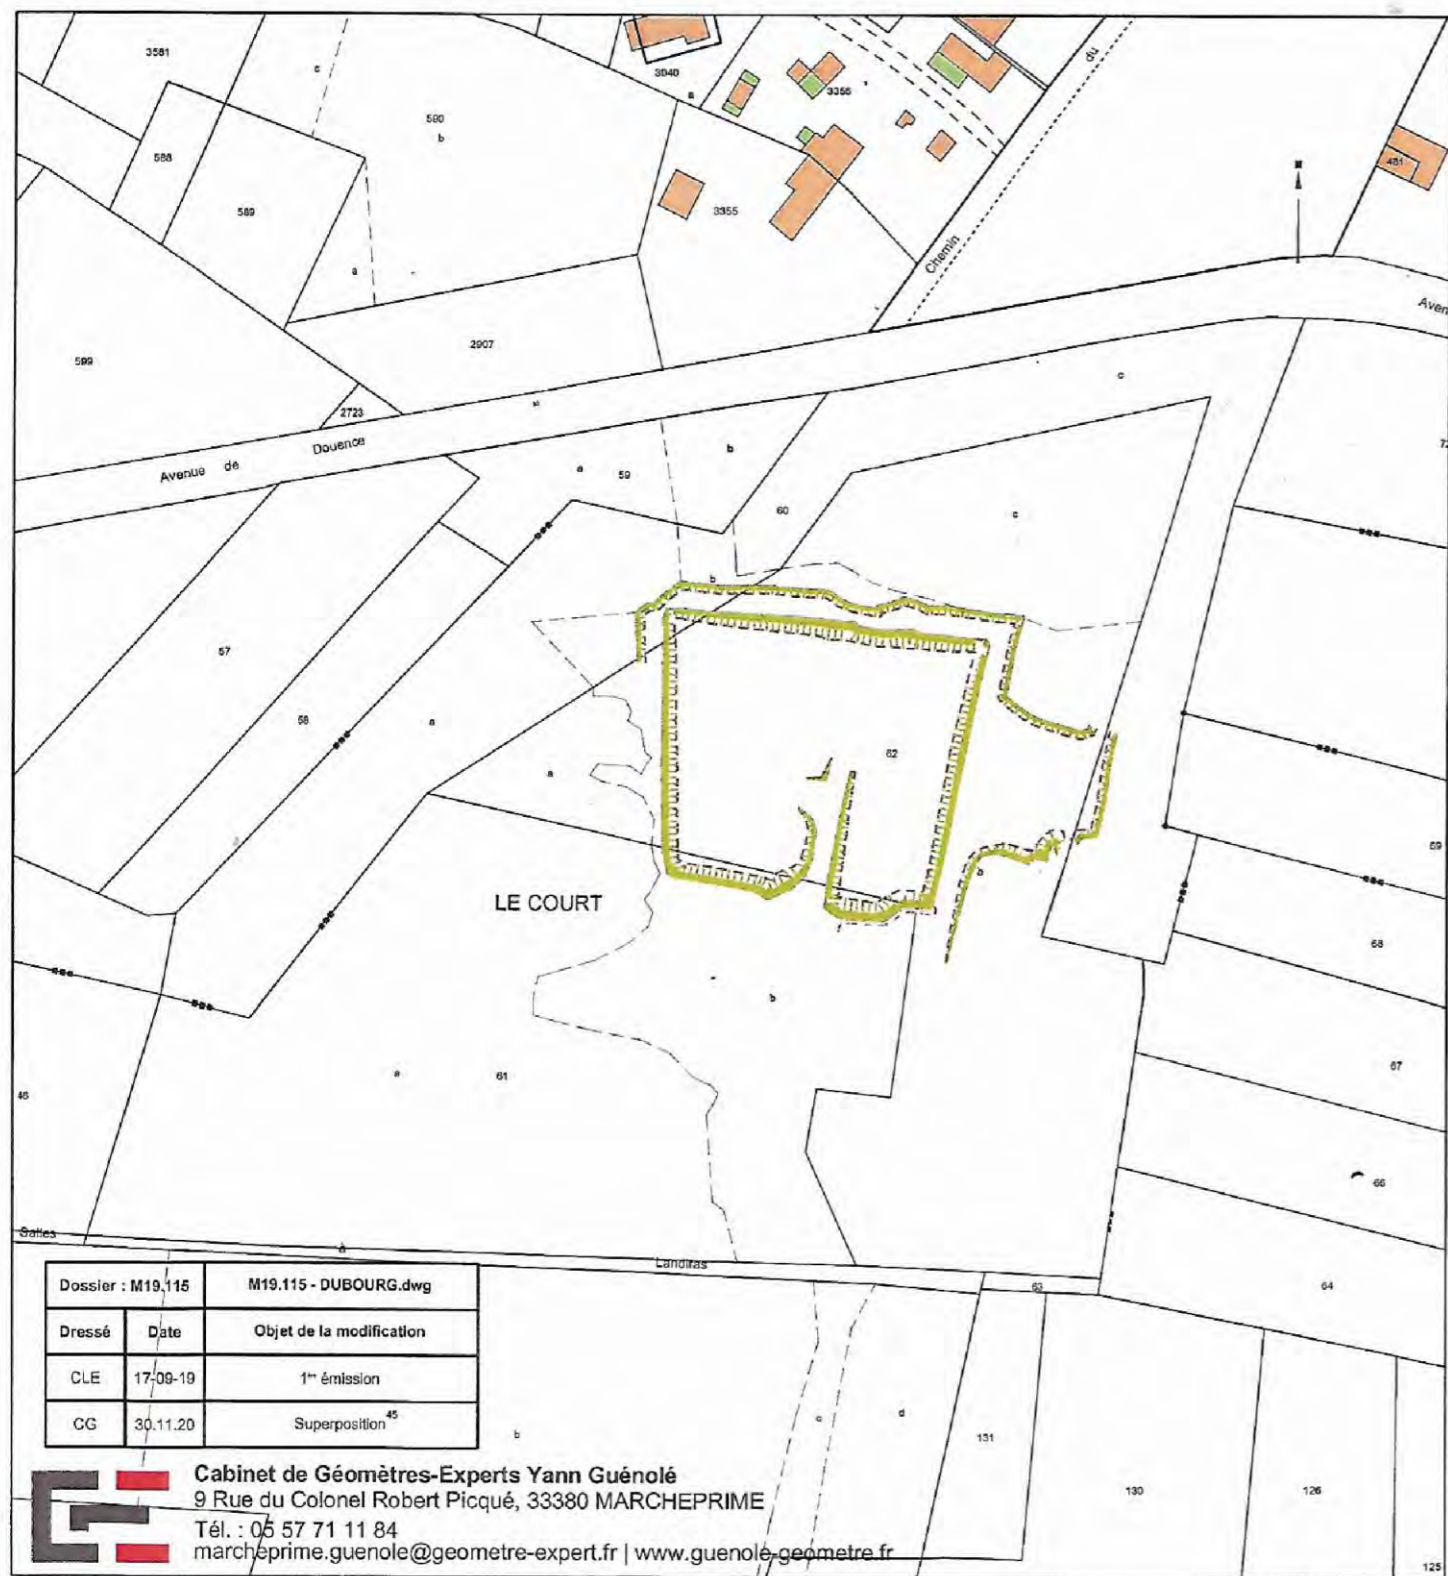 3581
c
3040
a
3356
du
590
b
588
481
589
3355
Chemin
a
Aven
2907
599
c
2723
Avenue de Douence
a
59
b
72
60
c
b
57
58
a
62
a
69
LE COURT
b
68
b
a
61
67
46
66
Salles
à
Landiras
63
64
Dossier : M19.115
M19.115 - DUBOURG.dwg
Dressé
Date
Objet de la modification
CLE
17-09-19
1ère émission
CG
30.11.20
Superposition
45
b
c
d
131
130
126
125
Cabinet de Géomètres-Experts Yann Guénolé
9 Rue du Colonel Robert Picqué, 33380 MARCHEPRIME
Tél. : 05 57 71 11 84
marcheprime.guenole@geometre-expert.fr | www.guenole-geometre.fr